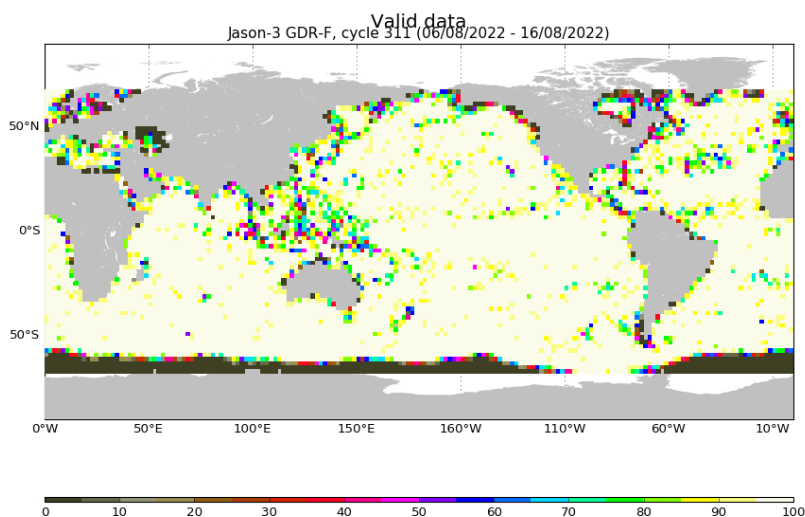 Valid data
Jason-3 GDR-F, cycle 311 (06/08/2022 - 16/08/2022)
50°N
0°S
50°S
0°W 50°E 100°E 150°E 160°W 110°W 60°W 10°W
0 10 20 30 40 50 60 70 80 90 100